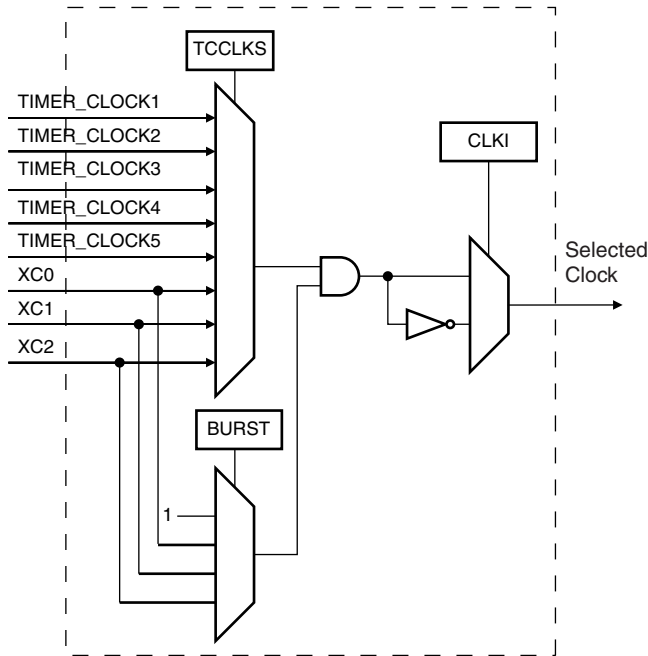 TCCLKS
TIMER_CLOCK1
TIMER_CLOCK2
TIMER_CLOCK3
TIMER_CLOCK4
TIMER_CLOCK5
XC0
XC1
XC2
CLKI
Selected
Clock
BURST
1